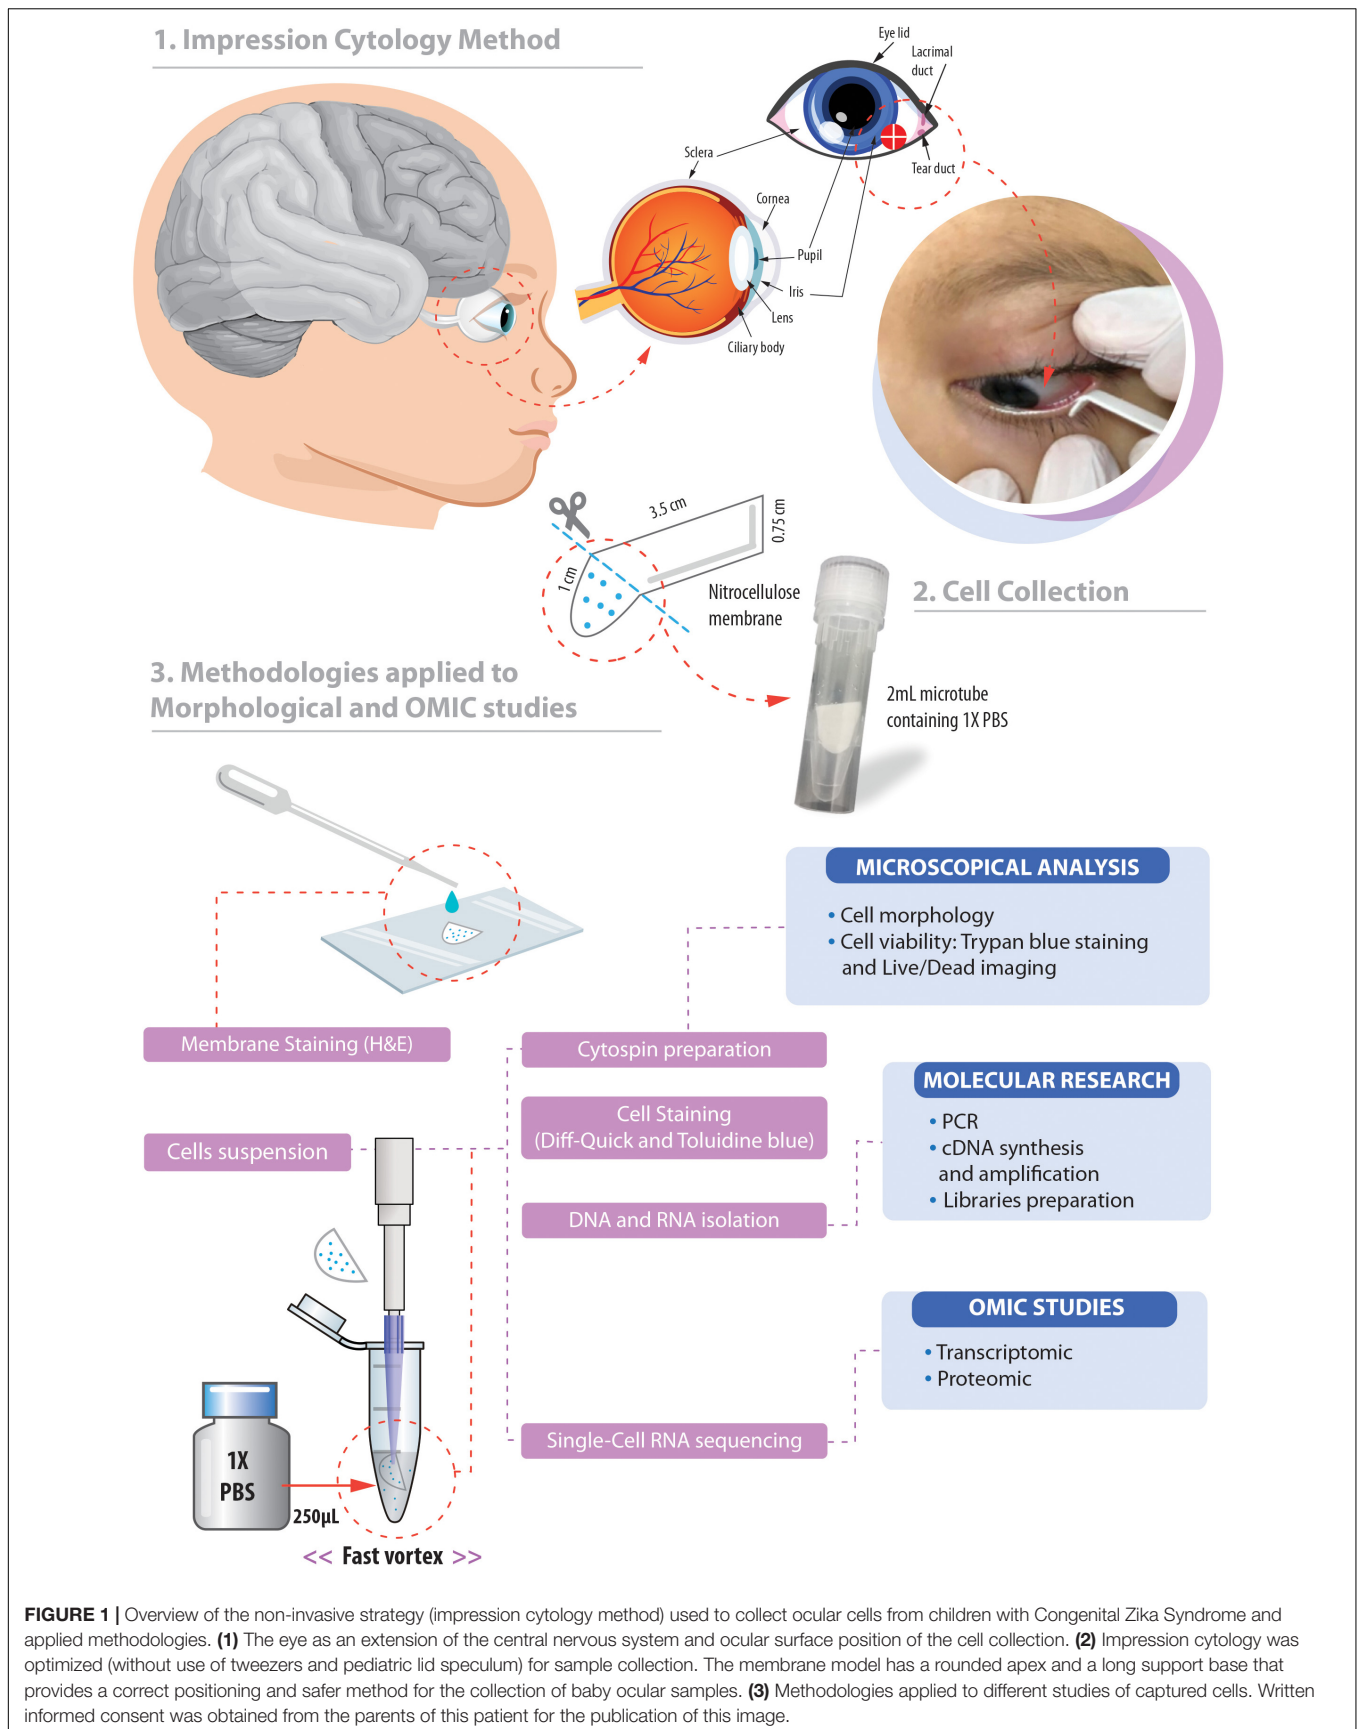 1. Impression Cytology Method
Eye lid
Lacrimal
duct
Sclera
Tear duct
Cornea
Pupil
Iris
Lens
Ciliary body
3.5 cm
0.75 cm
1 cm
Nitrocellulose
membrane
2. Cell Collection
2mL microtube
containing 1X PBS
3. Methodologies applied to
Morphological and OMIC studies
MICROSCOPICAL ANALYSIS
• Cell morphology
• Cell viability: Trypan blue staining
and Live/Dead imaging
Membrane Staining (H&E)
Cytospin preparation
MOLECULAR RESEARCH
• PCR
• cDNA synthesis
and amplification
• Libraries preparation
Cell Staining
(Diff-Quick and Toluidine blue)
Cells suspension
DNA and RNA isolation
OMIC STUDIES
• Transcriptomic
• Proteomic
Single-Cell RNA sequencing
1X
PBS
250µL
<< Fast vortex >>
FIGURE 1 | Overview of the non-invasive strategy (impression cytology method) used to collect ocular cells from children with Congenital Zika Syndrome and
applied methodologies. (1) The eye as an extension of the central nervous system and ocular surface position of the cell collection. (2) Impression cytology was
optimized (without use of tweezers and pediatric lid speculum) for sample collection. The membrane model has a rounded apex and a long support base that
provides a correct positioning and safer method for the collection of baby ocular samples. (3) Methodologies applied to different studies of captured cells. Written
informed consent was obtained from the parents of this patient for the publication of this image.